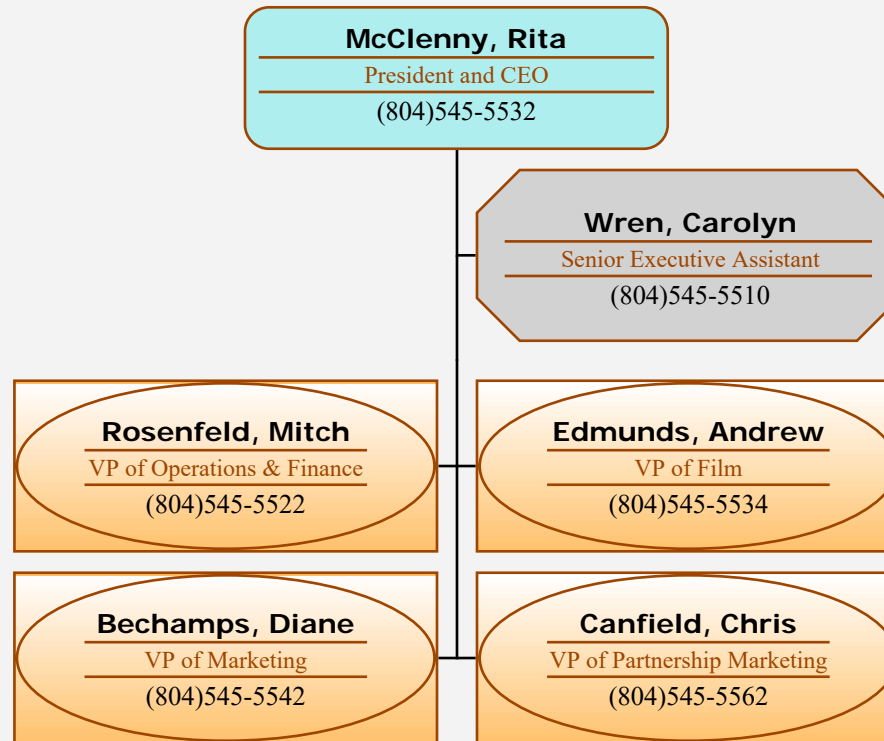 McClenny, Rita
President and CEO
(804)545-5532
Wren, Carolyn
Senior Executive Assistant
(804)545-5510
Rosenfeld, Mitch
VP of Operations & Finance
(804)545-5522
Edmunds, Andrew
VP of Film
(804)545-5534
Bechamps, Diane
VP of Marketing
(804)545-5542
Canfield, Chris
VP of Partnership Marketing
(804)545-5562